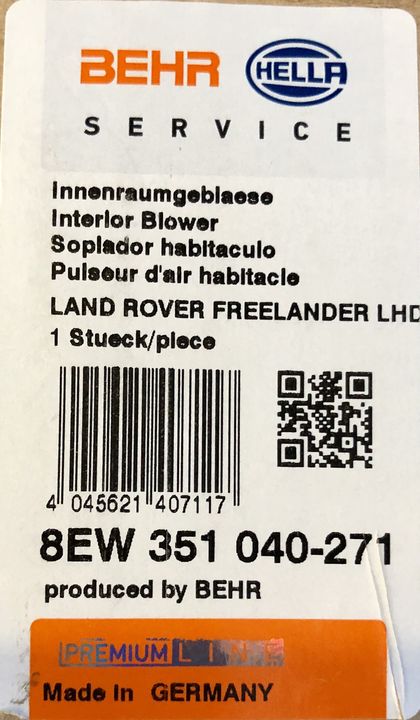 BEHR HELLA
SERVICE
Innenraumgeblaese
Interior Blower
Soplador habitaculo
Pulseur d'air habitacle
LAND ROVER FREELANDER LHD
1 Stueck/piece
4 045621 407117
8EW 351 040-271
produced by BEHR
PREMIUM LINE
Made in GERMANY